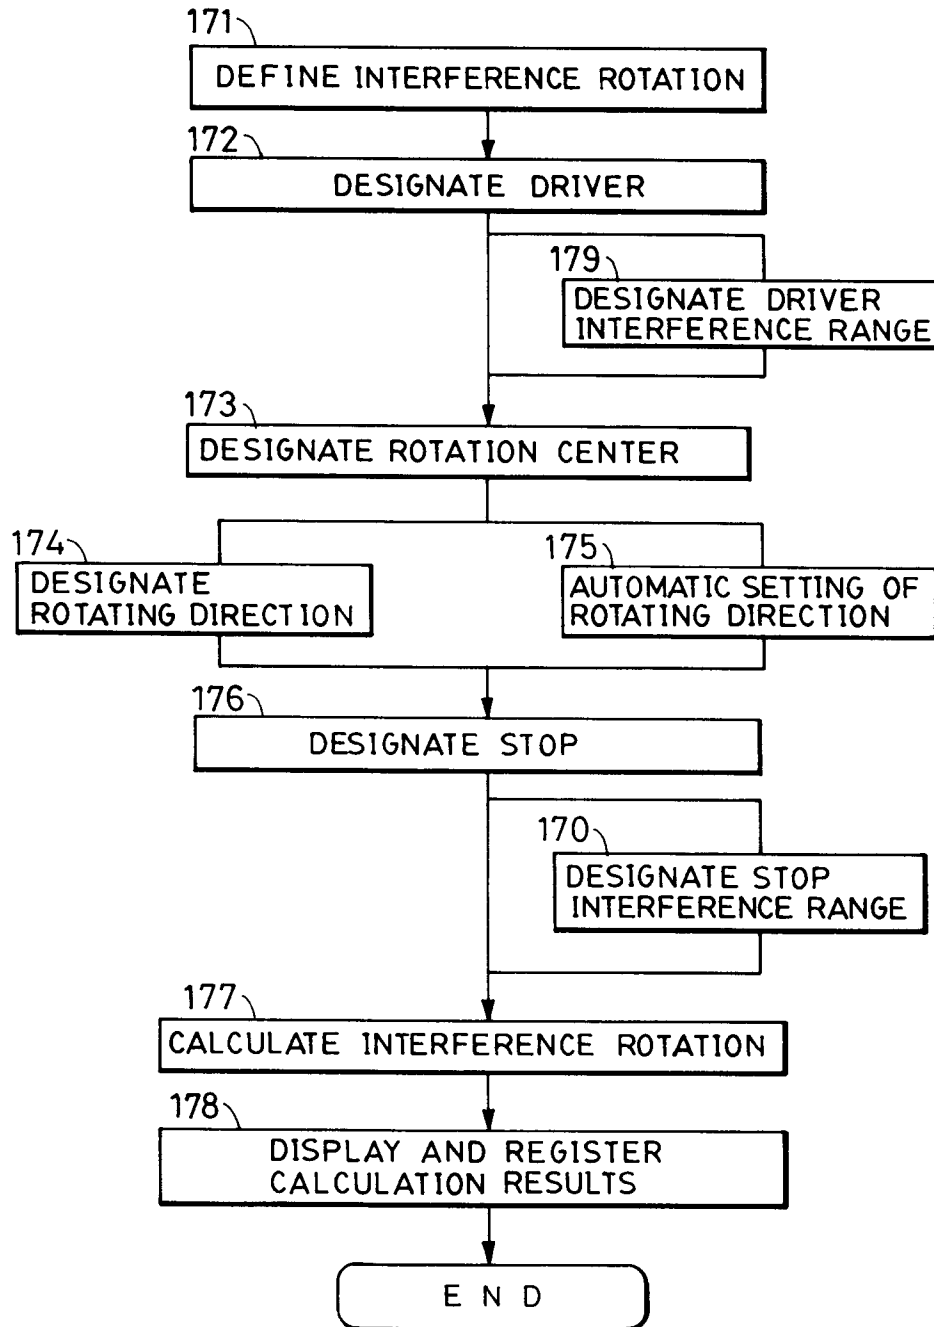 171
DEFINE INTERFERENCE ROTATION
172
DESIGNATE DRIVER
179
DESIGNATE DRIVER
INTERFERENCE RANGE
173
DESIGNATE ROTATION CENTER
174
DESIGNATE
ROTATING DIRECTION
175
AUTOMATIC SETTING OF
ROTATING DIRECTION
176
DESIGNATE STOP
170
DESIGNATE STOP
INTERFERENCE RANGE
177
CALCULATE INTERFERENCE ROTATION
178
DISPLAY AND REGISTER
CALCULATION RESULTS
END